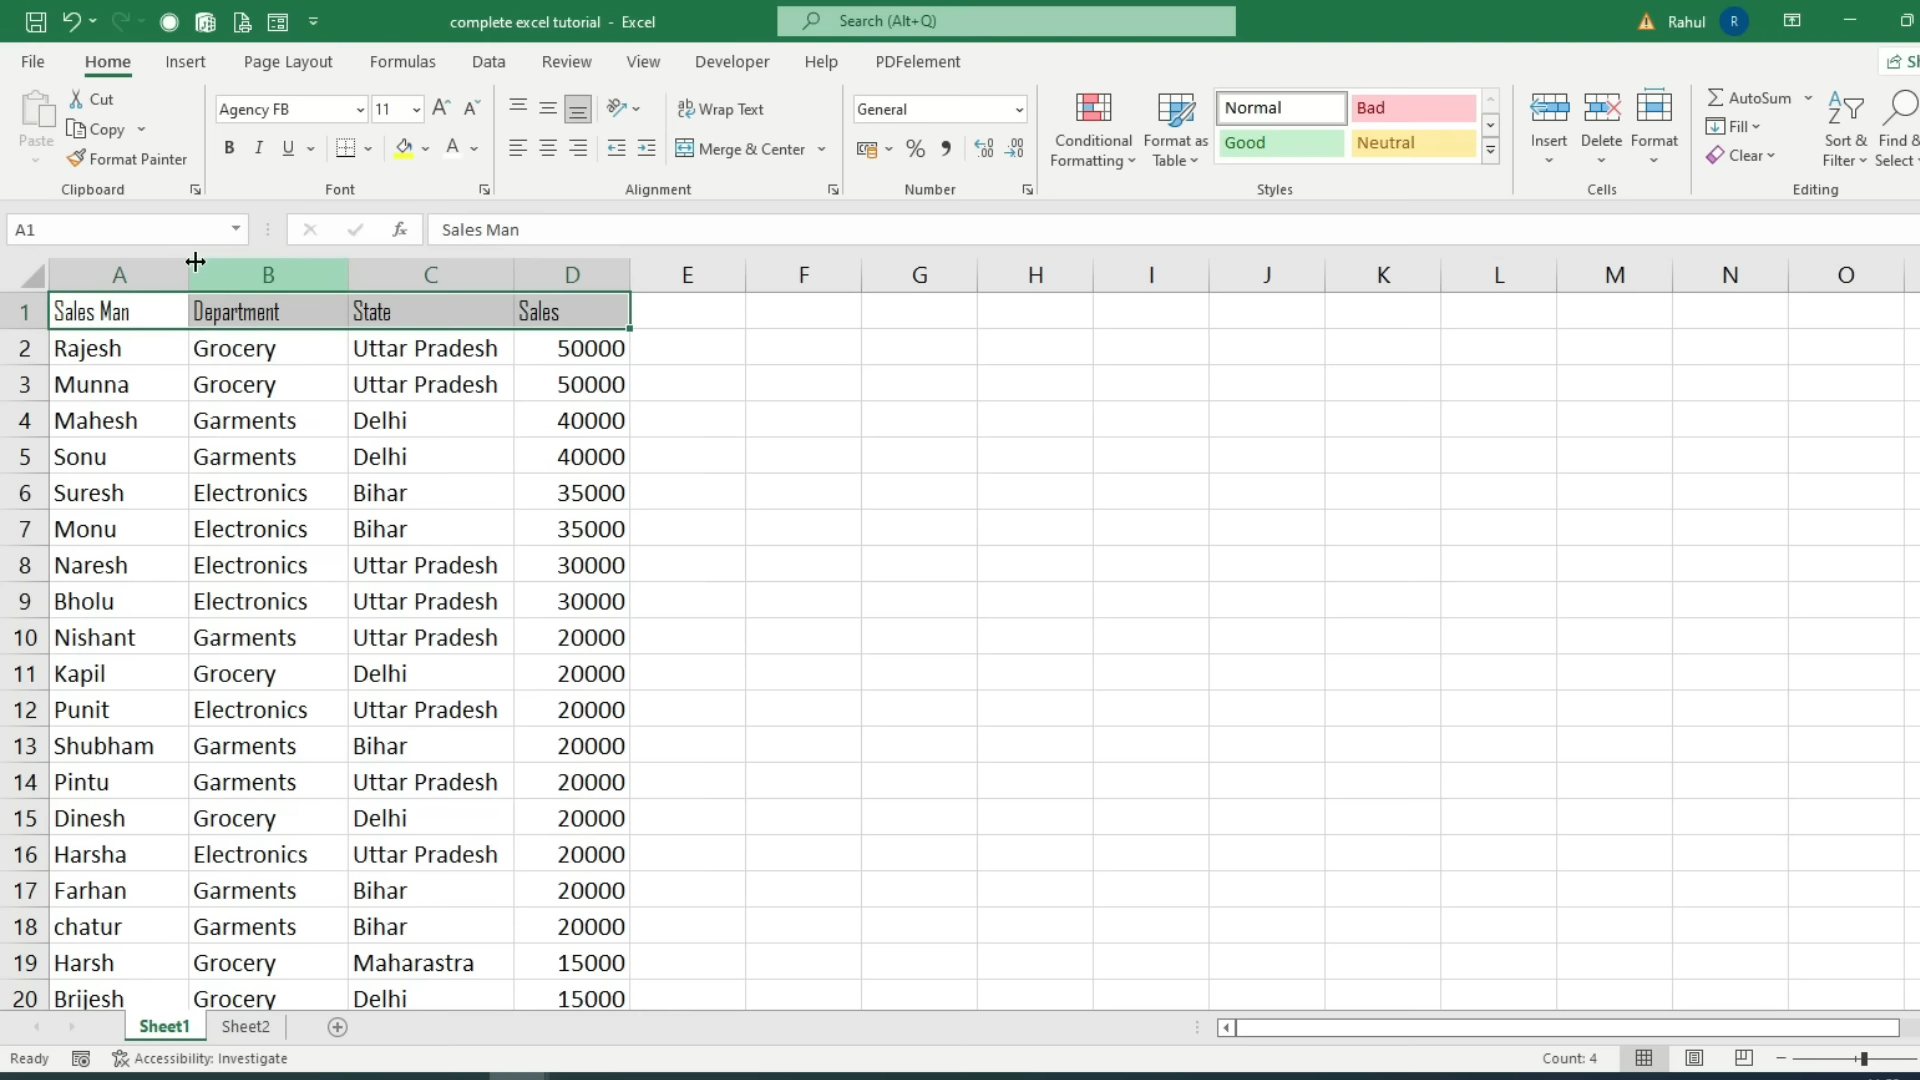 complete excel tutorial - Excel
Search (Alt+Q)
Rahul
R
File Home Insert Page Layout Formulas Data Review View Developer Help PDFelement
Paste
Cut
Copy
Format Painter
Clipboard
Agency FB 11
B I U
Font
Wrap Text
Merge & Center
Alignment
General
Number
Conditional Formatting
Format as Table
Normal Bad
Good Neutral
Styles
Insert Delete Format
Cells
AutoSum
Fill
Clear
Sort & Filter
Find & Select
Editing
A1 fx Sales Man
A B C D E F G H I J K L M N O
1 Sales Man Department State Sales
2 Rajesh Grocery Uttar Pradesh 50000
3 Munna Grocery Uttar Pradesh 50000
4 Mahesh Garments Delhi 40000
5 Sonu Garments Delhi 40000
6 Suresh Electronics Bihar 35000
7 Monu Electronics Bihar 35000
8 Naresh Electronics Uttar Pradesh 30000
9 Bholu Electronics Uttar Pradesh 30000
10 Nishant Garments Uttar Pradesh 20000
11 Kapil Grocery Delhi 20000
12 Punit Electronics Uttar Pradesh 20000
13 Shubham Garments Bihar 20000
14 Pintu Garments Uttar Pradesh 20000
15 Dinesh Grocery Delhi 20000
16 Harsha Electronics Uttar Pradesh 20000
17 Farhan Garments Bihar 20000
18 chatur Garments Bihar 20000
19 Harsh Grocery Maharastra 15000
20 Brijesh Grocery Delhi 15000
Sheet1 Sheet2
Ready Accessibility: Investigate Count: 4